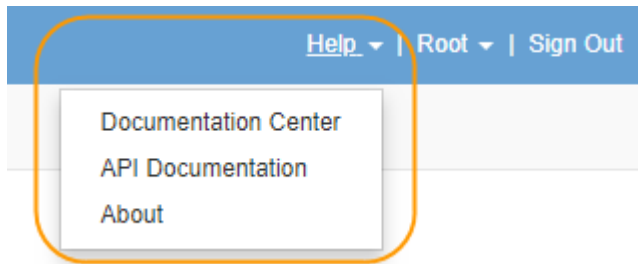 Help | Root | Sign Out
Documentation Center
API Documentation
About